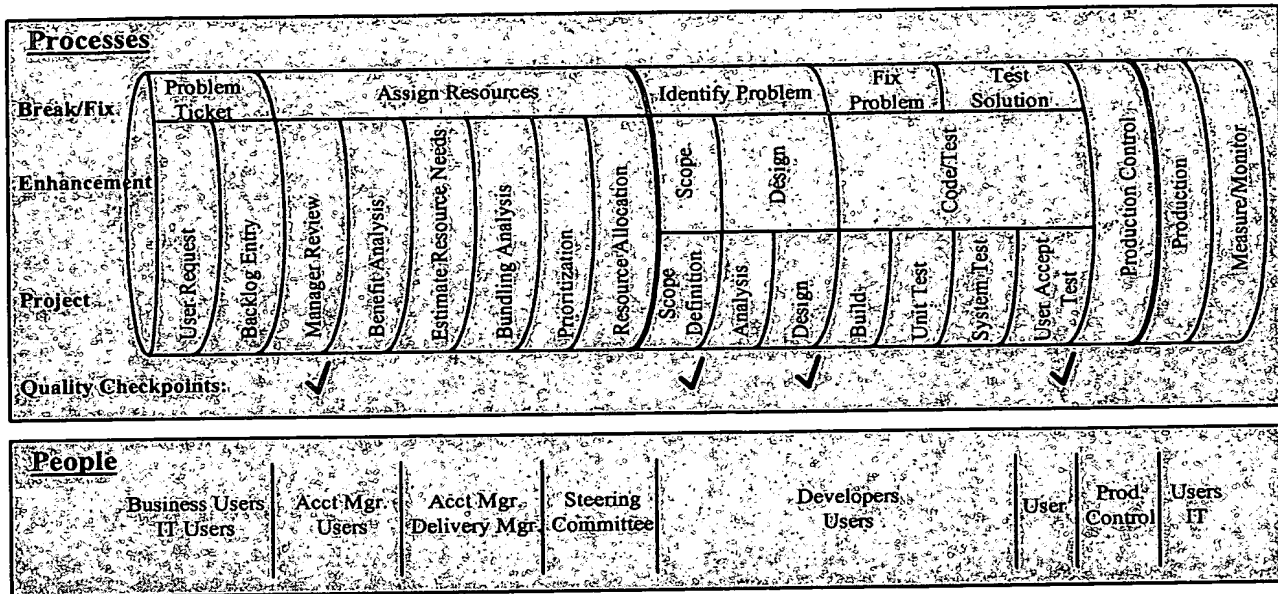 Processes
Break/Fix
Problem
Ticket
Assign Resources
Identify Problem
Fix
Problem
Test
Solution
Enhancement
Scope
Design
Code/Test
Project
User Request
Backlog Entry
Manager Review
Benefit Analysis
Estimate Resource Needs
Bundling Analysis
Prioritization
Resource Allocation
Scope
Definition
Analysis
Design
Build
Unit Test
System Test
User Accept
Test
Production Control
Production
Measure/Monitor
Quality Checkpoints:
People
Business Users
IT Users
Acct Mgr.
Users
Acct Mgr.
Delivery Mgr.
Steering
Committee
Developers
Users
User
Prod.
Control
Users
IT